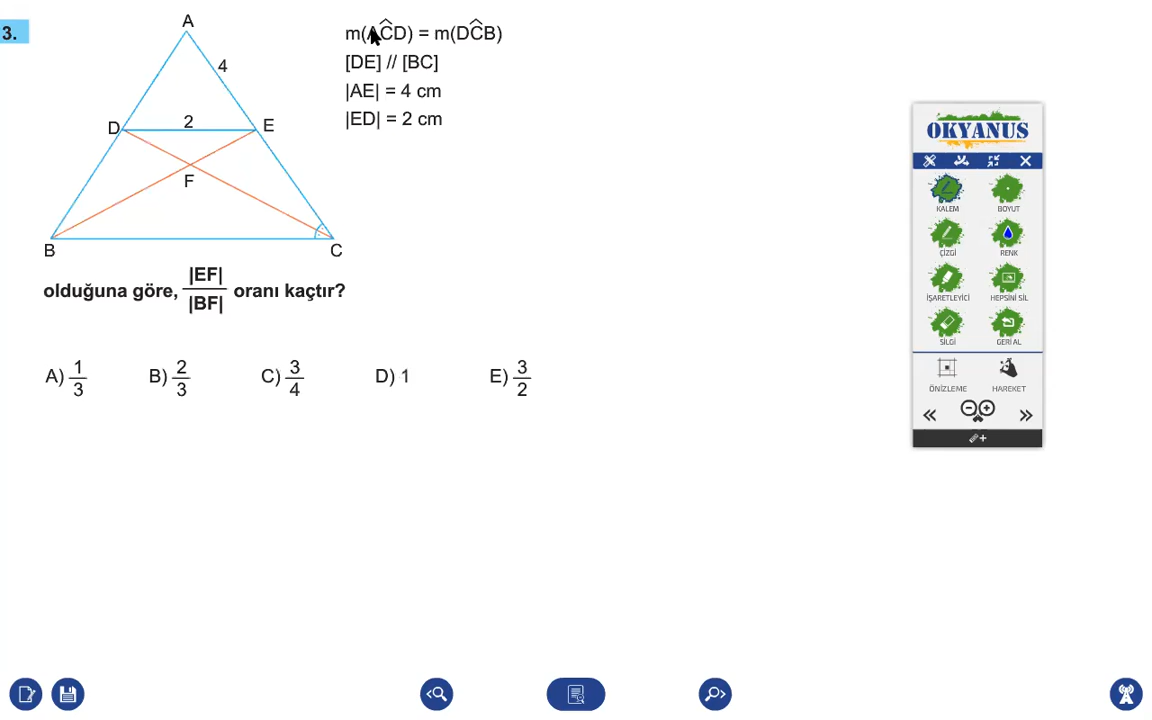 3.
A
4
D
2
E
F
B
C
m(ACD) = m(DCB)
[DE] // [BC]
|AE| = 4 cm
|ED| = 2 cm
olduğuna göre, |EF| / |BF| oranı kaçtır?
A) 1/3 B) 2/3 C) 3/4 D) 1 E) 3/2
OKYANUS
KALEM BOYUT
ÇİZGİ RENK
İŞARETLEYİCİ HEPSİNİ SİL
SİLGİ GERİ AL
ÖNİZLEME HAREKET